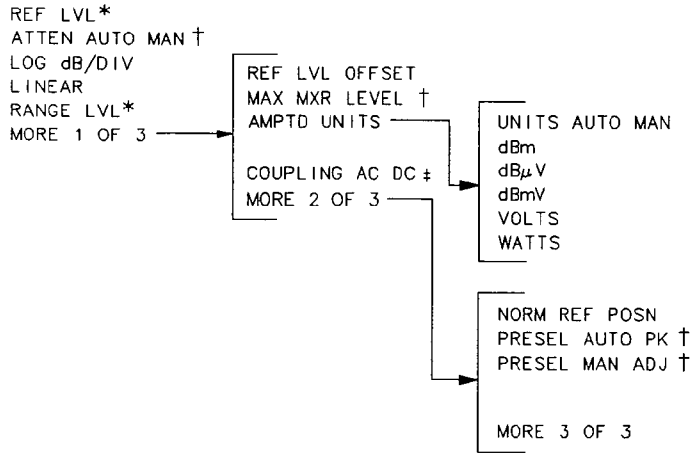 REF LVL*
ATTEN AUTO MAN †
LOG dB/DIV
LINEAR
RANGE LVL*
MORE 1 OF 3
REF LVL OFFSET
MAX MXR LEVEL †
AMPTD UNITS
COUPLING AC DC ‡
MORE 2 OF 3
UNITS AUTO MAN
dBm
dBμV
dBmV
VOLTS
WATTS
NORM REF POSN
PRESEL AUTO PK †
PRESEL MAN ADJ †
MORE 3 OF 3